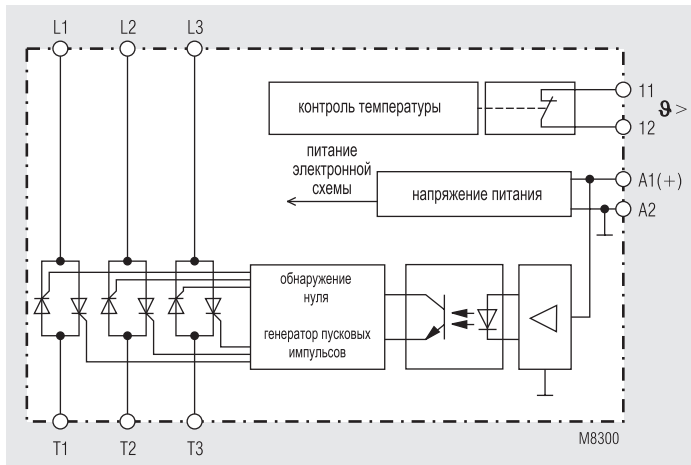 L1 L2 L3
контроль температуры
11
ϑ >
12
питание
электронной
схемы
напряжение питания
A1(+)
A2
обнаружение
нуля
генератор пусковых
импульсов
T1 T2 T3
M8300